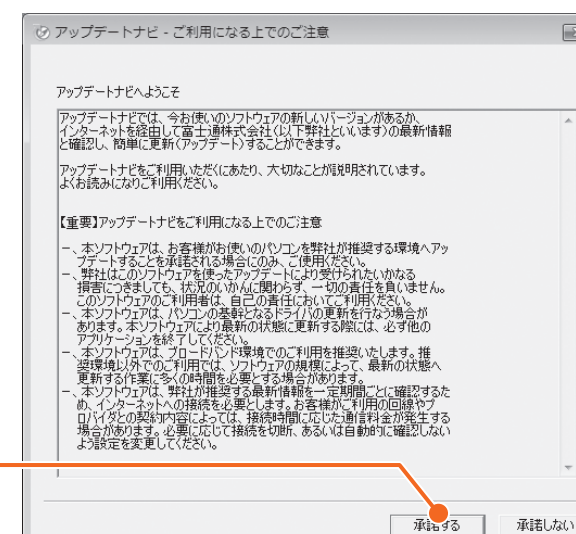 アップデートナビ - ご利用になる上でのご注意
アップデートナビへようこそ
アップデートナビでは、今お使いのソフトウェアの新しいバージョンがあるか、
インターネットを経由して富士通株式会社(以下弊社といいます)の最新情報
と確認し、簡単に更新(アップデート)することができます。
アップデートナビをご利用いただくにあたり、大切なことが説明されています。
よくお読みになりご利用ください。
【重要】アップデートナビをご利用になる上でのご注意
－、本ソフトウェアは、お客様がお使いのパソコンを弊社が推奨する環境へアッ
プデートすることを承諾される場合にのみ、ご使用ください。
－、弊社はこのソフトウェアを使ったアップデートにより受けられたいかなる
損害につきましても、状況のいかんに関わらず、一切の責任を負いません。
このソフトウェアのご利用者は、自己の責任においてご利用ください。
－、本ソフトウェアは、パソコンの基幹となるドライバの更新を行なう場合が
あります。本ソフトウェアにより最新の状態に更新する際には、必ず他の
アプリケーションを終了してください。
－、本ソフトウェアは、ブロードバンド環境でのご利用を推奨いたします。推
奨環境以外でのご利用では、ソフトウェアの規模によって、最新の状態へ
更新する作業に多くの時間を必要とする場合があります。
－、本ソフトウェアは、弊社が推奨する最新情報を一定期間ごとに確認するた
め、インターネットへの接続を必要とします。お客様がご利用の回線やプ
ロバイダとの契約内容によっては、接続時間に応じた通信料金が発生する
場合があります。必要に応じて接続を切断、あるいは自動的に確認しない
よう設定を変更してください。
承諾する
承諾しない